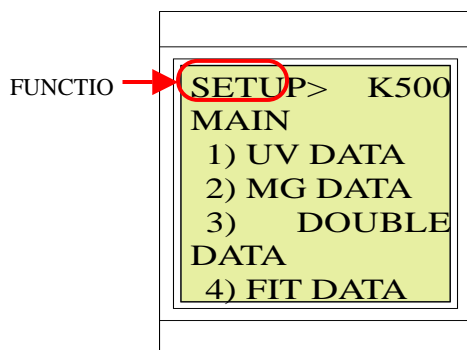 FUNCTIO
SETUP> K500
MAIN
1) UV DATA
2) MG DATA
3) DOUBLE
DATA
4) FIT DATA